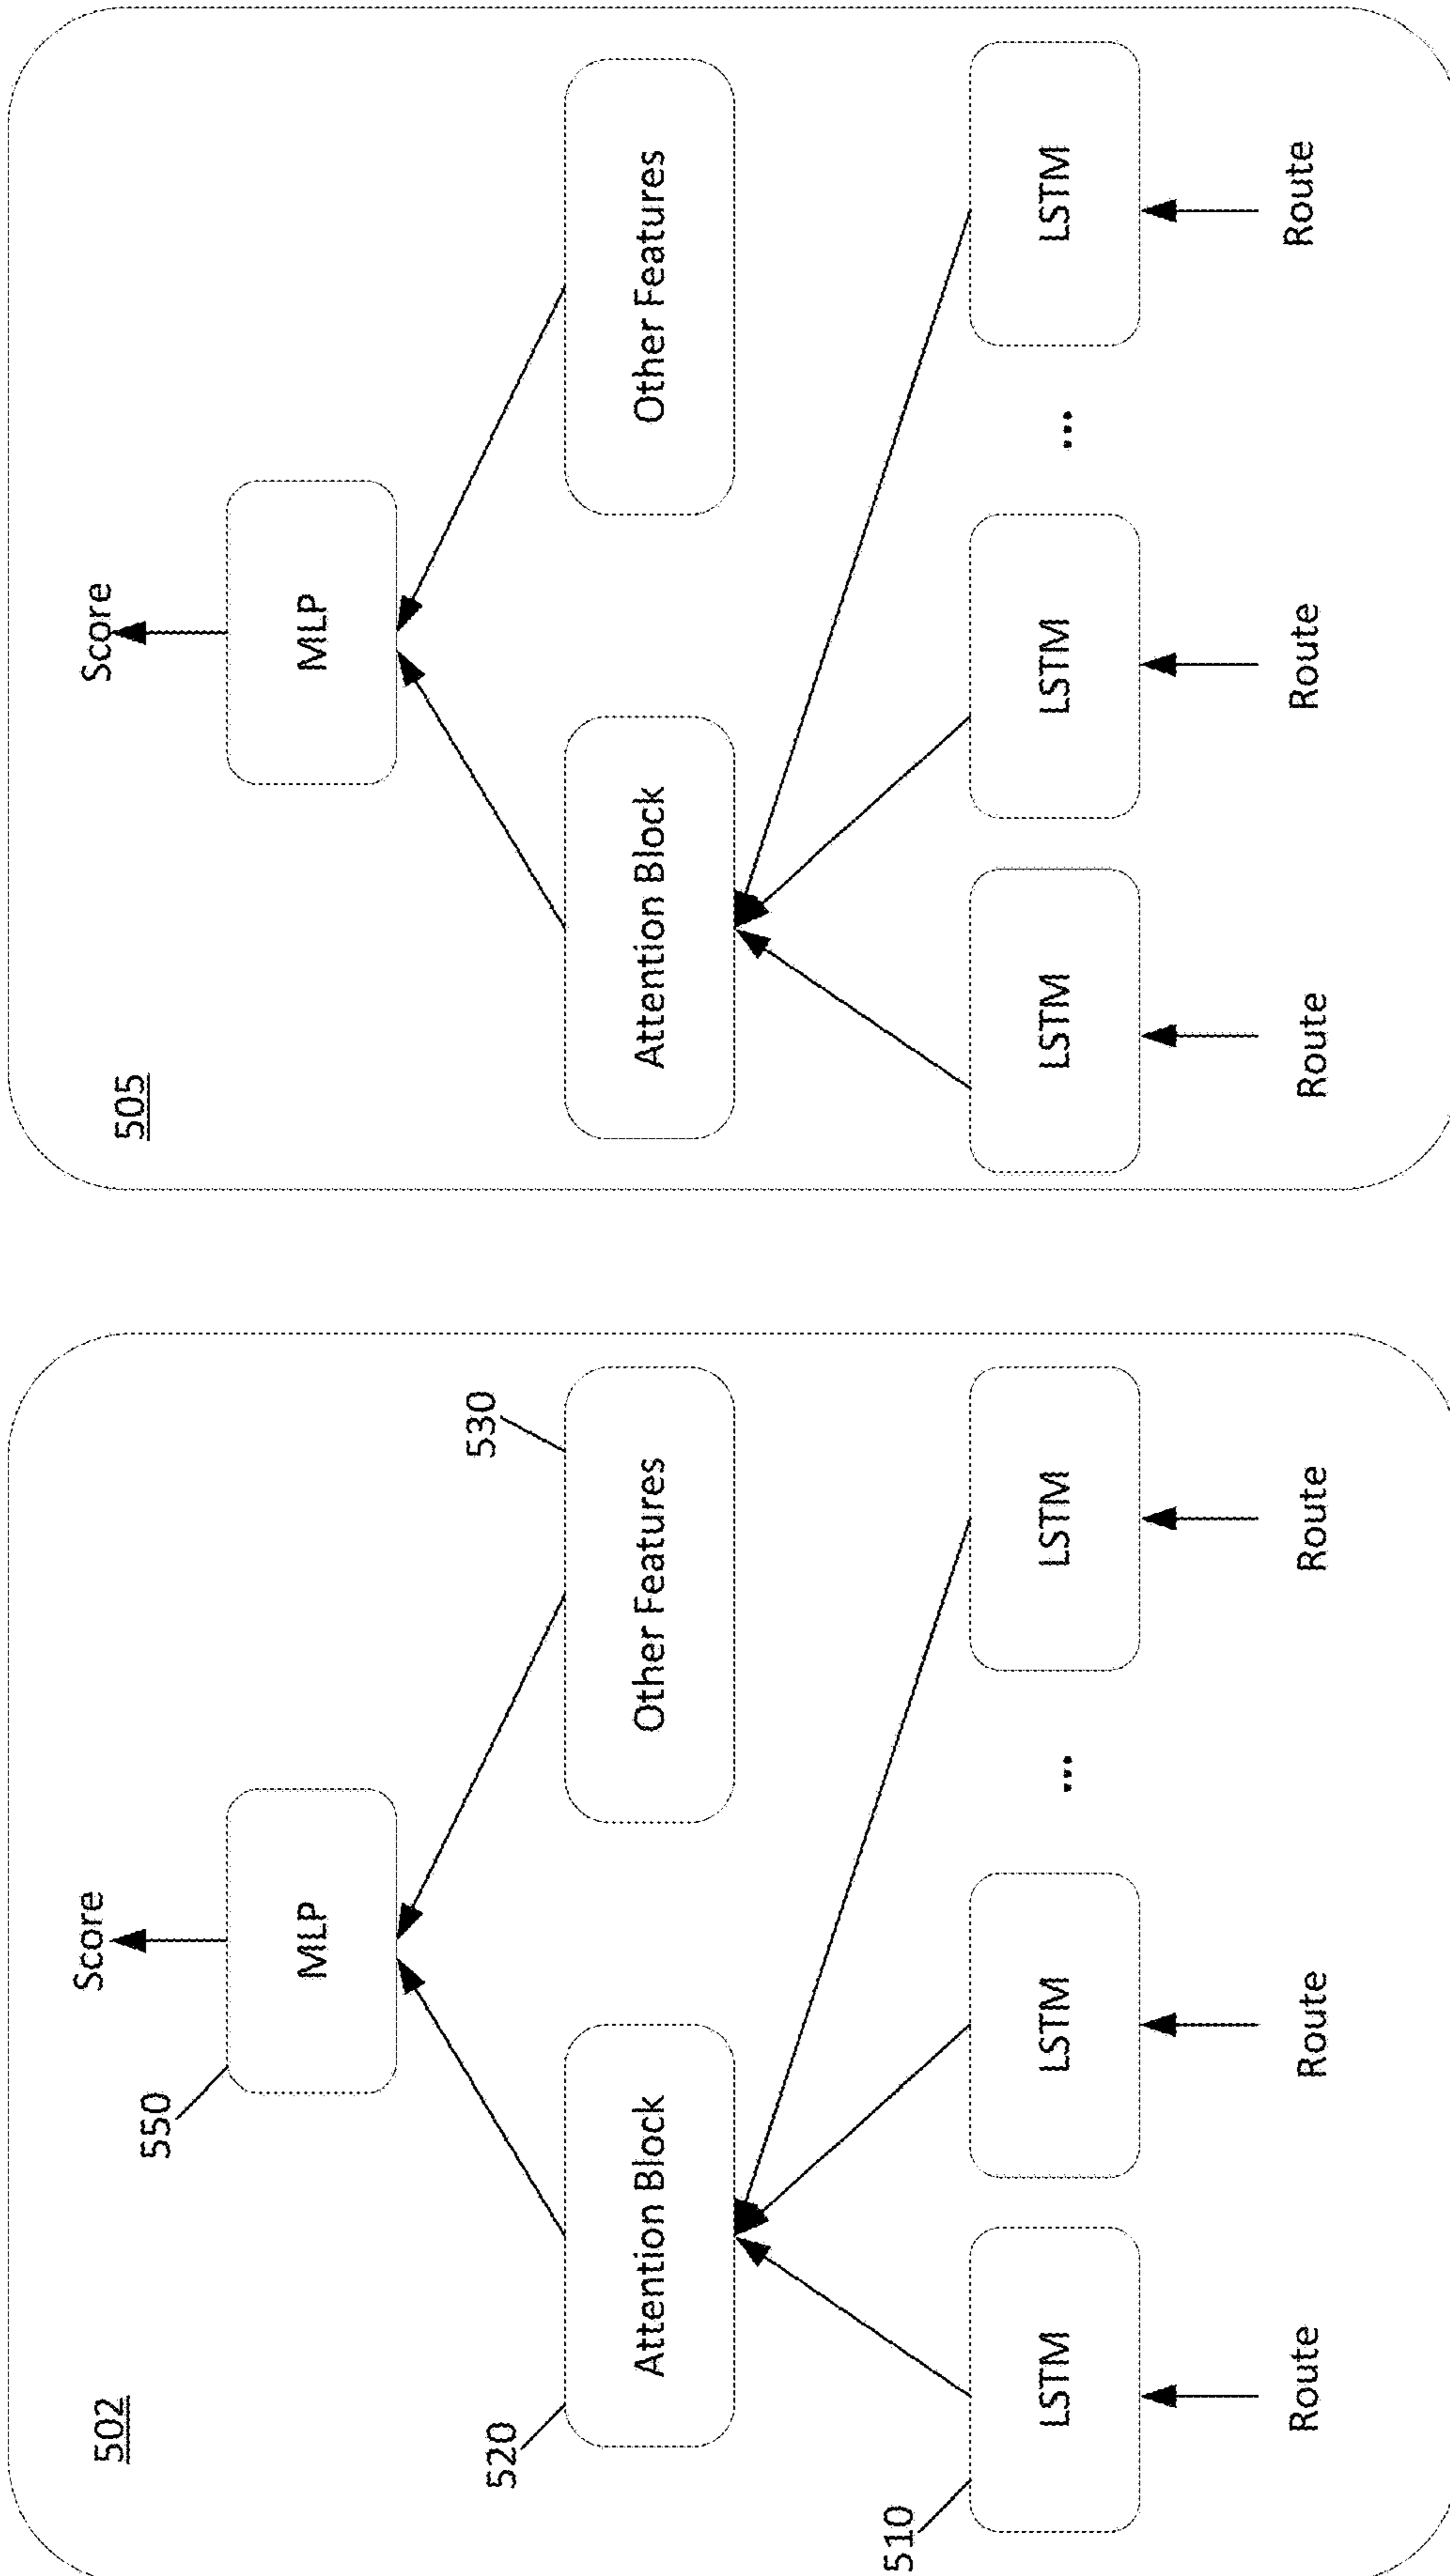 502
Score
550
MLP
530
520
Attention Block
Other Features
510
LSTM
LSTM
...
LSTM
Route
Route
Route
505
Score
MLP
Attention Block
Other Features
LSTM
LSTM
...
LSTM
Route
Route
Route